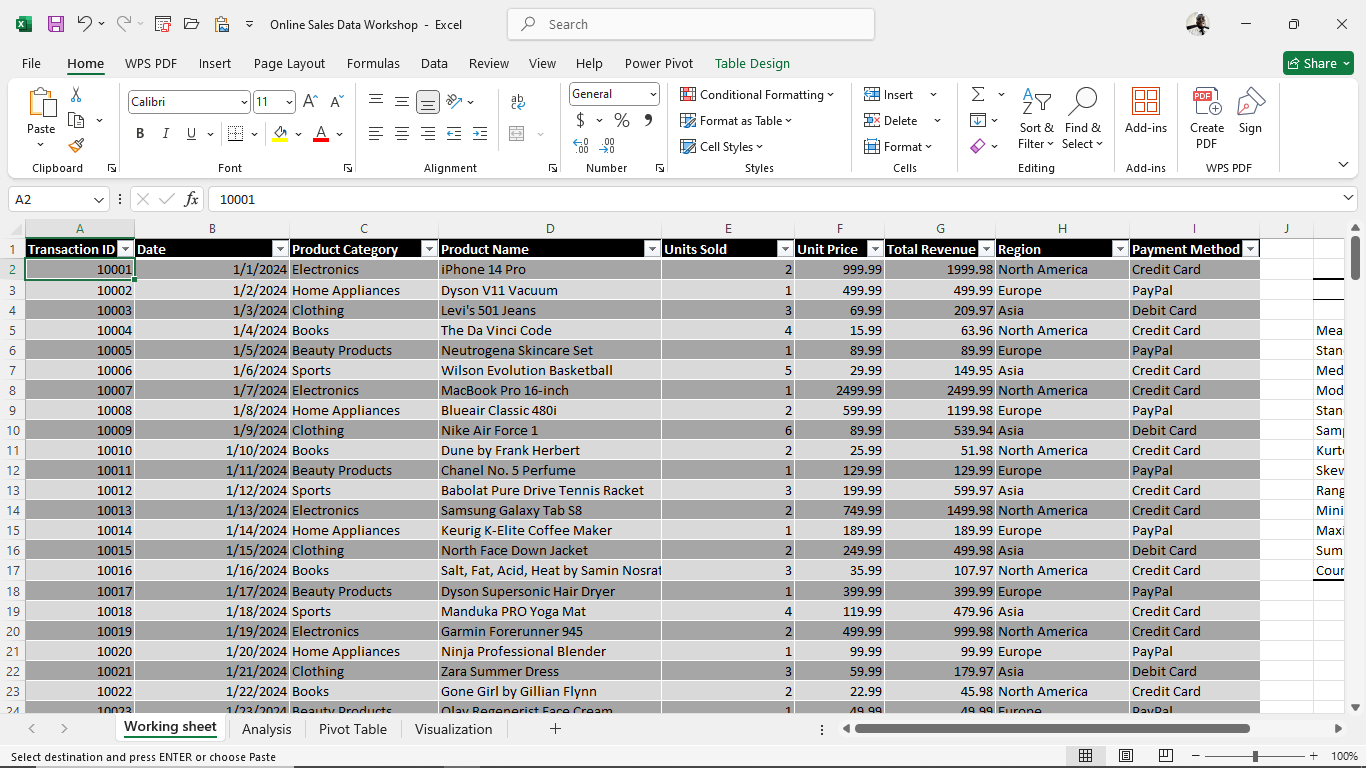 Online Sales Data Workshop - Excel
Search
File Home WPS PDF Insert Page Layout Formulas Data Review View Help Power Pivot Table Design Share
Paste
Calibri 11
B I U
ab
General
$ %
Conditional Formatting
Format as Table
Cell Styles
Insert
Delete
Format
Sort & Filter
Find & Select
Add-ins
Create PDF
Sign
Clipboard Font Alignment Number Styles Cells Editing Add-ins WPS PDF
A2 fx 10001
A B C D E F G H I J
1 Transaction ID Date Product Category Product Name Units Sold Unit Price Total Revenue Region Payment Method
2 10001 1/1/2024 Electronics iPhone 14 Pro 2 999.99 1999.98 North America Credit Card
3 10002 1/2/2024 Home Appliances Dyson V11 Vacuum 1 499.99 499.99 Europe PayPal
4 10003 1/3/2024 Clothing Levi's 501 Jeans 3 69.99 209.97 Asia Debit Card
5 10004 1/4/2024 Books The Da Vinci Code 4 15.99 63.96 North America Credit Card Mea
6 10005 1/5/2024 Beauty Products Neutrogena Skincare Set 1 89.99 89.99 Europe PayPal Stan
7 10006 1/6/2024 Sports Wilson Evolution Basketball 5 29.99 149.95 Asia Credit Card Med
8 10007 1/7/2024 Electronics MacBook Pro 16-inch 1 2499.99 2499.99 North America Credit Card Mod
9 10008 1/8/2024 Home Appliances Blueair Classic 480i 2 599.99 1199.98 Europe PayPal Stan
10 10009 1/9/2024 Clothing Nike Air Force 1 6 89.99 539.94 Asia Debit Card Sam
11 10010 1/10/2024 Books Dune by Frank Herbert 2 25.99 51.98 North America Credit Card Kurt
12 10011 1/11/2024 Beauty Products Chanel No. 5 Perfume 1 129.99 129.99 Europe PayPal Skew
13 10012 1/12/2024 Sports Babolat Pure Drive Tennis Racket 3 199.99 599.97 Asia Credit Card Rang
14 10013 1/13/2024 Electronics Samsung Galaxy Tab S8 2 749.99 1499.98 North America Credit Card Mini
15 10014 1/14/2024 Home Appliances Keurig K-Elite Coffee Maker 1 189.99 189.99 Europe PayPal Maxi
16 10015 1/15/2024 Clothing North Face Down Jacket 2 249.99 499.98 Asia Debit Card Sum
17 10016 1/16/2024 Books Salt, Fat, Acid, Heat by Samin Nosrat 3 35.99 107.97 North America Credit Card Cour
18 10017 1/17/2024 Beauty Products Dyson Supersonic Hair Dryer 1 399.99 399.99 Europe PayPal
19 10018 1/18/2024 Sports Manduka PRO Yoga Mat 4 119.99 479.96 Asia Credit Card
20 10019 1/19/2024 Electronics Garmin Forerunner 945 2 499.99 999.98 North America Credit Card
21 10020 1/20/2024 Home Appliances Ninja Professional Blender 1 99.99 99.99 Europe PayPal
22 10021 1/21/2024 Clothing Zara Summer Dress 3 59.99 179.97 Asia Debit Card
23 10022 1/22/2024 Books Gone Girl by Gillian Flynn 2 22.99 45.98 North America Credit Card
24 10023 1/23/2024 Beauty Products Olay Regenerist Face Cream 1 49.99 49.99 Europe PayPal
Working sheet Analysis Pivot Table Visualization
Select destination and press ENTER or choose Paste 100%